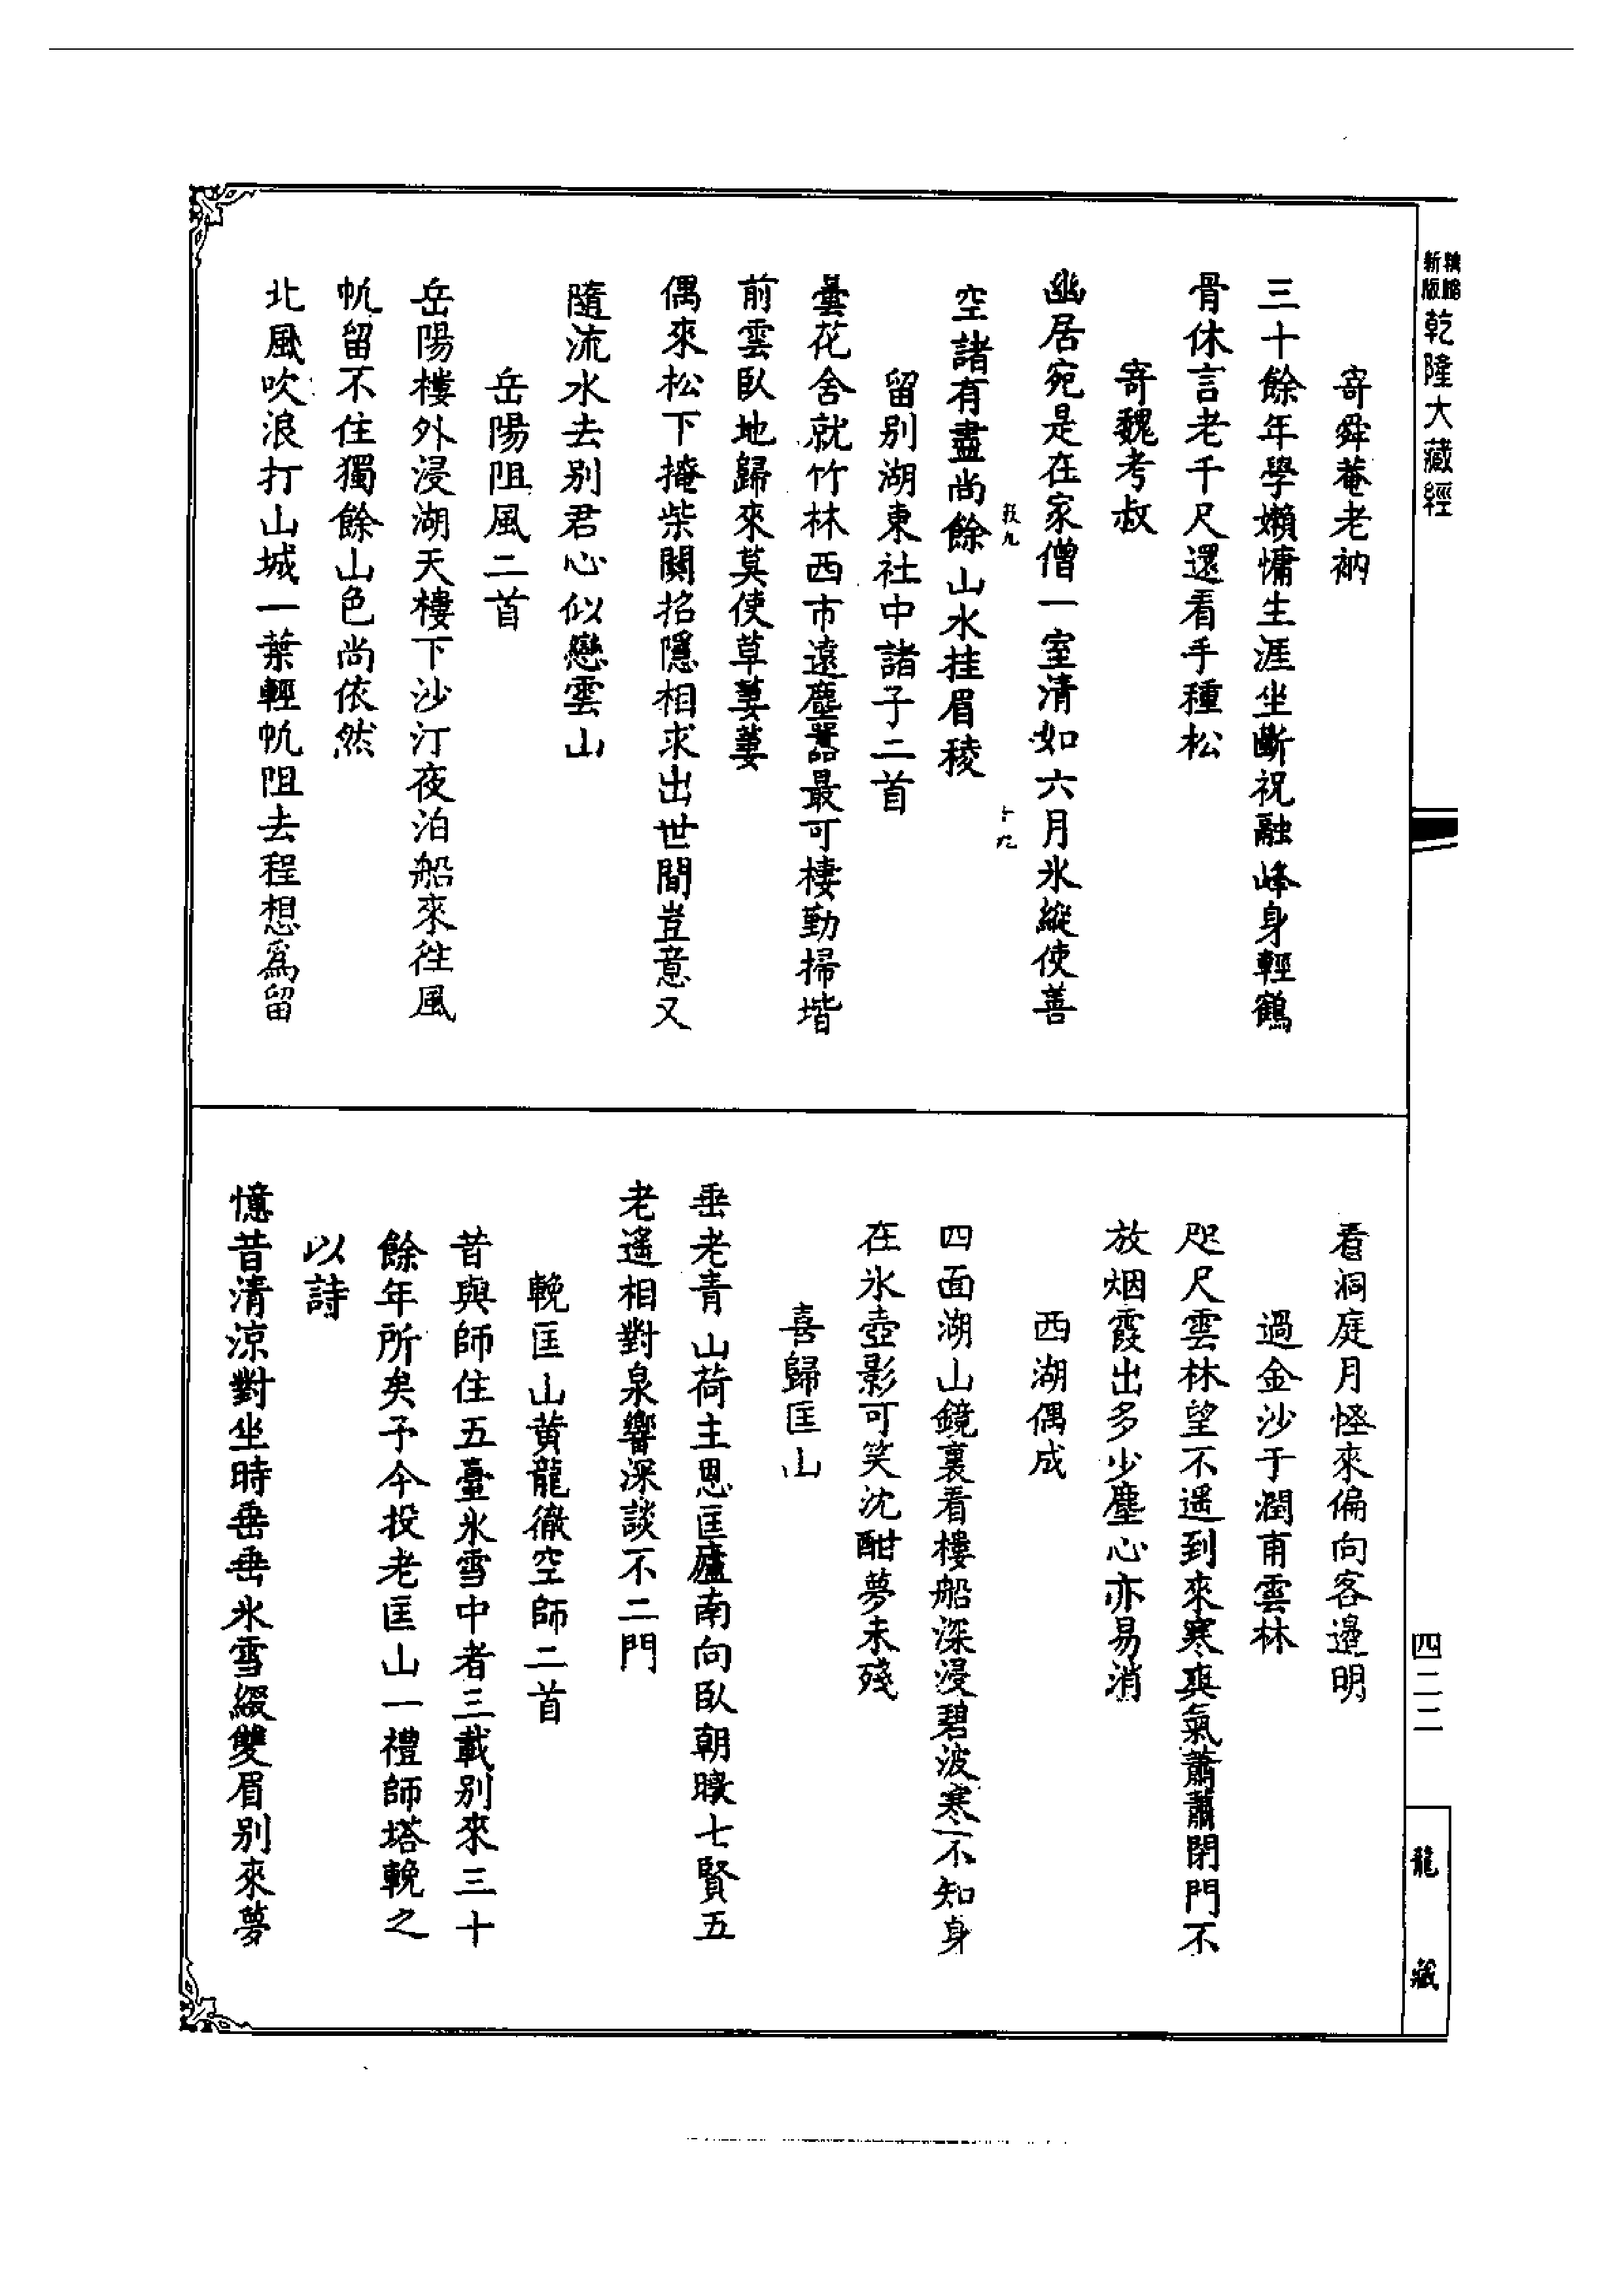 新版
乾隆大藏經
寄舜菴老衲
三十餘年學嬾慵生涯坐斷祝融峰身輕鶴
骨休言老千尺還看手種松
寄魏考叔
幽居宛是在家僧一室清如六月氷縱使善
空諸有盡尚餘山水挂眉稜
十九
留別湖東社中諸子二首
曇花舍就竹林西市遠塵囂最可棲勤掃堦
前雲臥地歸來莫使草萋萋
偶來松下掩柴關招隱相求出世間豈意又
隨流水去別君心似戀雲山
岳陽阻風二首
岳陽樓外浸湖天樓下沙汀夜泊船來徃風
帆留不住獨餘山色尚依然
北風吹浪打山城一葉輕帆阻去程想爲留
看洞庭月怪來偏向客邊明
過金沙于潤甫雲林
咫尺雲林望不遥到來寒爽氣蕭蕭閉門不
放烟霞出多少塵心亦易消
西湖偶成
四面湖山鏡裏看樓船深浸碧波寒不知身
在氷壺影可笑沈酣夢未殘
喜歸匡山
垂老青山荷主恩匡廬南向臥朝暾七賢五
老遙相對泉響深談不二門
輓匡山黄龍徹空師二首
昔與師住五臺氷雪中者三載別來三十
餘年所矣予今投老匡山一禮師塔輓之
以詩
憶昔清涼對坐時垂垂氷雪綴雙眉別來夢
四二二
龍藏